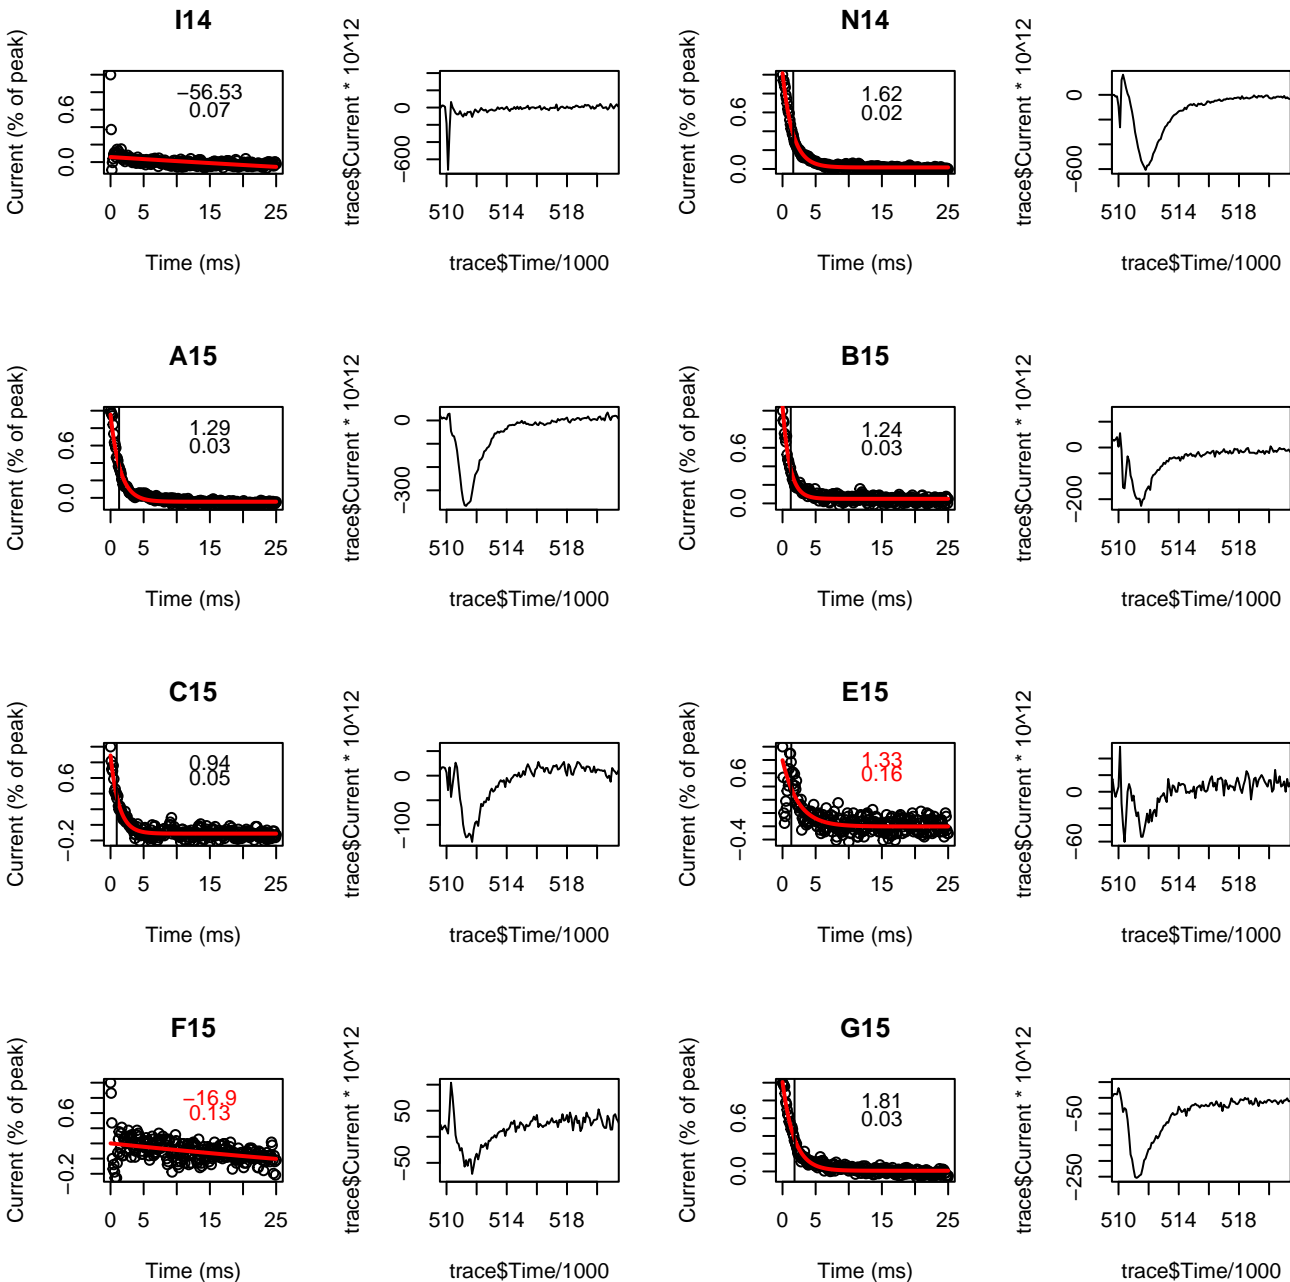 I14
Current (% of peak)
0.0 0.6
−56.53
0.07
0 5 15 25
Time (ms)
trace$Current * 10^12
−600 0
510 514 518
trace$Time/1000
N14
Current (% of peak)
0.0 0.6
1.62
0.02
0 5 15 25
Time (ms)
trace$Current * 10^12
−600 0
510 514 518
trace$Time/1000
A15
Current (% of peak)
0.0 0.6
1.29
0.03
0 5 15 25
Time (ms)
trace$Current * 10^12
−300 0
510 514 518
trace$Time/1000
B15
Current (% of peak)
0.0 0.6
1.24
0.03
0 5 15 25
Time (ms)
trace$Current * 10^12
−200 0
510 514 518
trace$Time/1000
C15
Current (% of peak)
−0.2 0.6
0.94
0.05
0 5 15 25
Time (ms)
trace$Current * 10^12
−100 0
510 514 518
trace$Time/1000
E15
Current (% of peak)
−0.4 0.6
1.33
0.16
0 5 15 25
Time (ms)
trace$Current * 10^12
−60 0
510 514 518
trace$Time/1000
F15
Current (% of peak)
−0.2 0.6
−16.9
0.13
0 5 15 25
Time (ms)
trace$Current * 10^12
−50 50
510 514 518
trace$Time/1000
G15
Current (% of peak)
0.0 0.6
1.81
0.03
0 5 15 25
Time (ms)
trace$Current * 10^12
−250 −50
510 514 518
trace$Time/1000